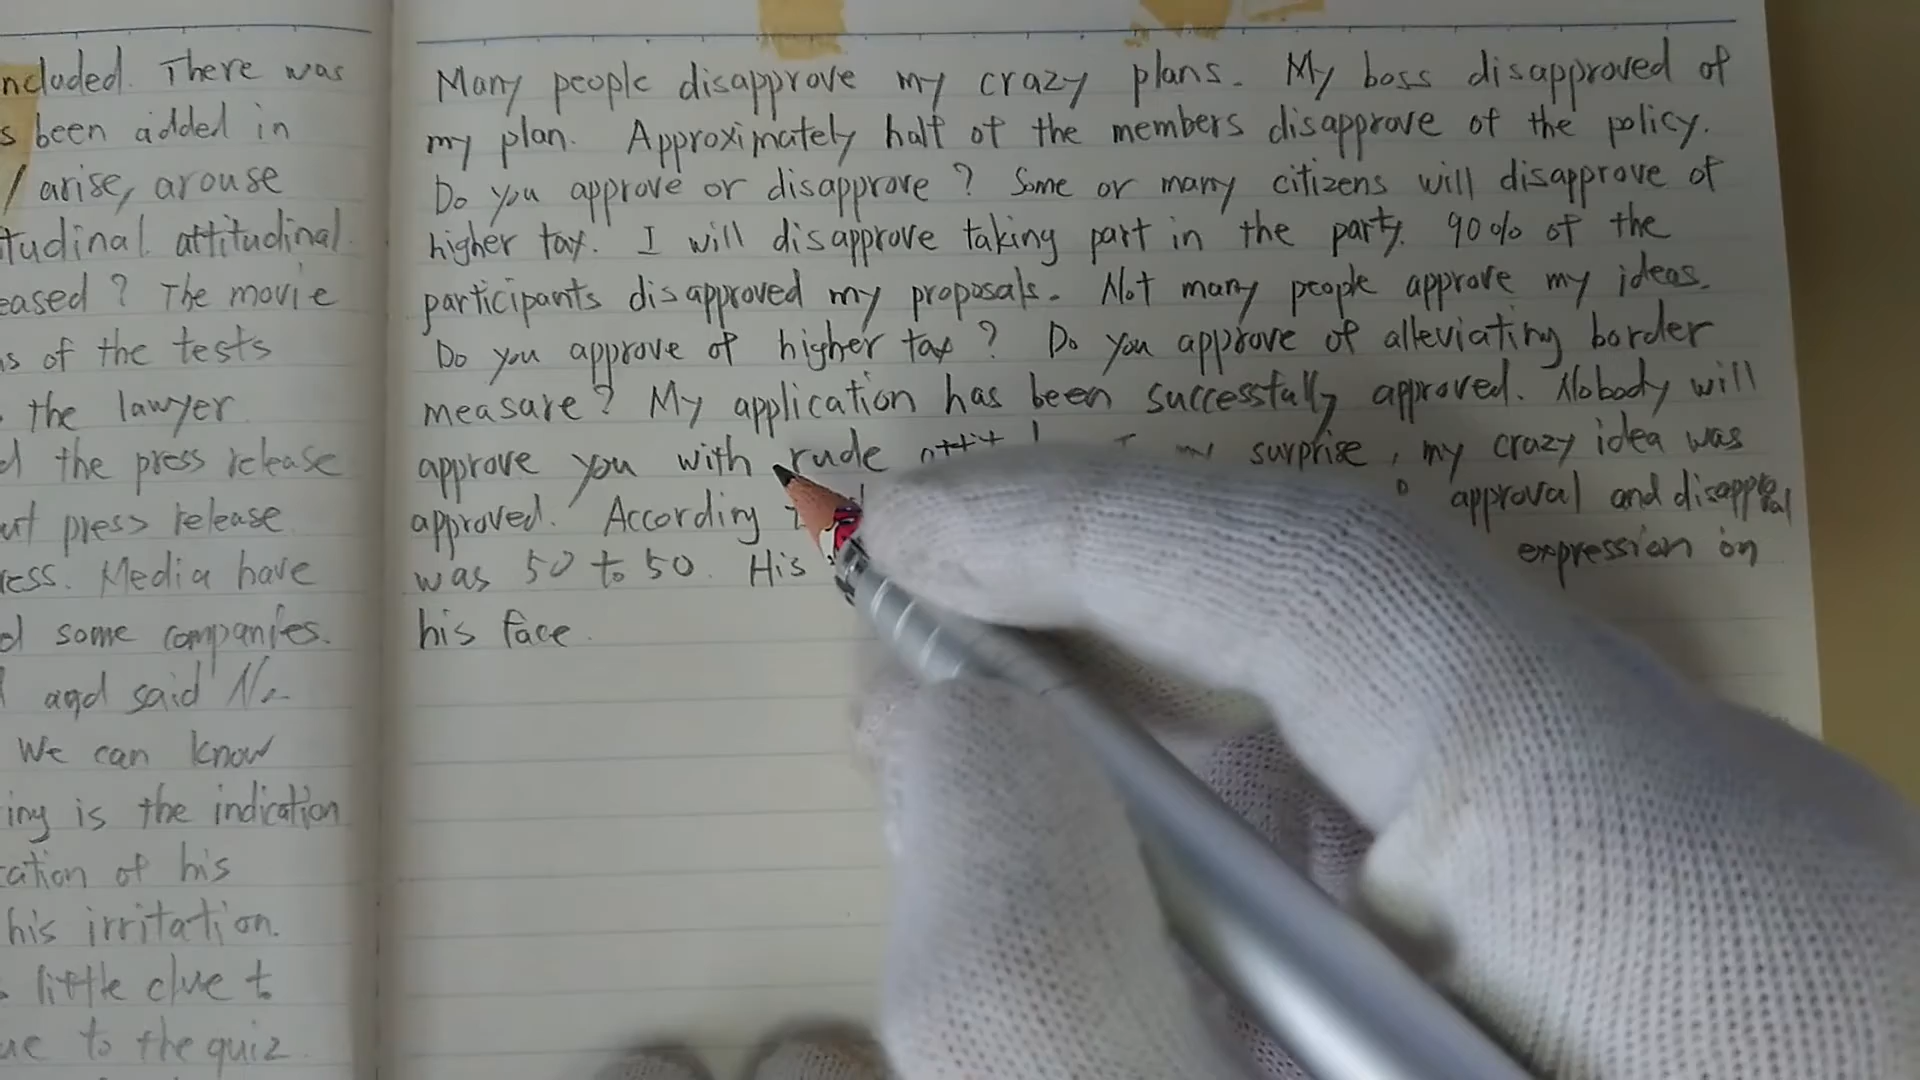 ncluded. There was
s been added in
/ arise, arouse
tudinal. attitudinal.
eased? The movie
s of the tests
the lawyer
d the press release
ut press release
ress. Media have
d some companies.
and said
We can know
ing is the indication
cation of his
his irritation.
little clue to
ue to the quiz
Many people disapprove my crazy plans. My boss disapproved of
my plan. Approximately half of the members disapprove of the policy.
Do you approve or disapprove? Some or many citizens will disapprove of
higher tax. I will disapprove taking part in the party. 90% of the
participants disapproved my proposals. Not many people approve my ideas.
Do you approve of higher tax? Do you approve of alleviating border
measure? My application has been successfully approved. Nobody will
approve you with rude surprise, my crazy idea was
approved. According approval and disapproval
was 50 to 50. His expression on
his face.